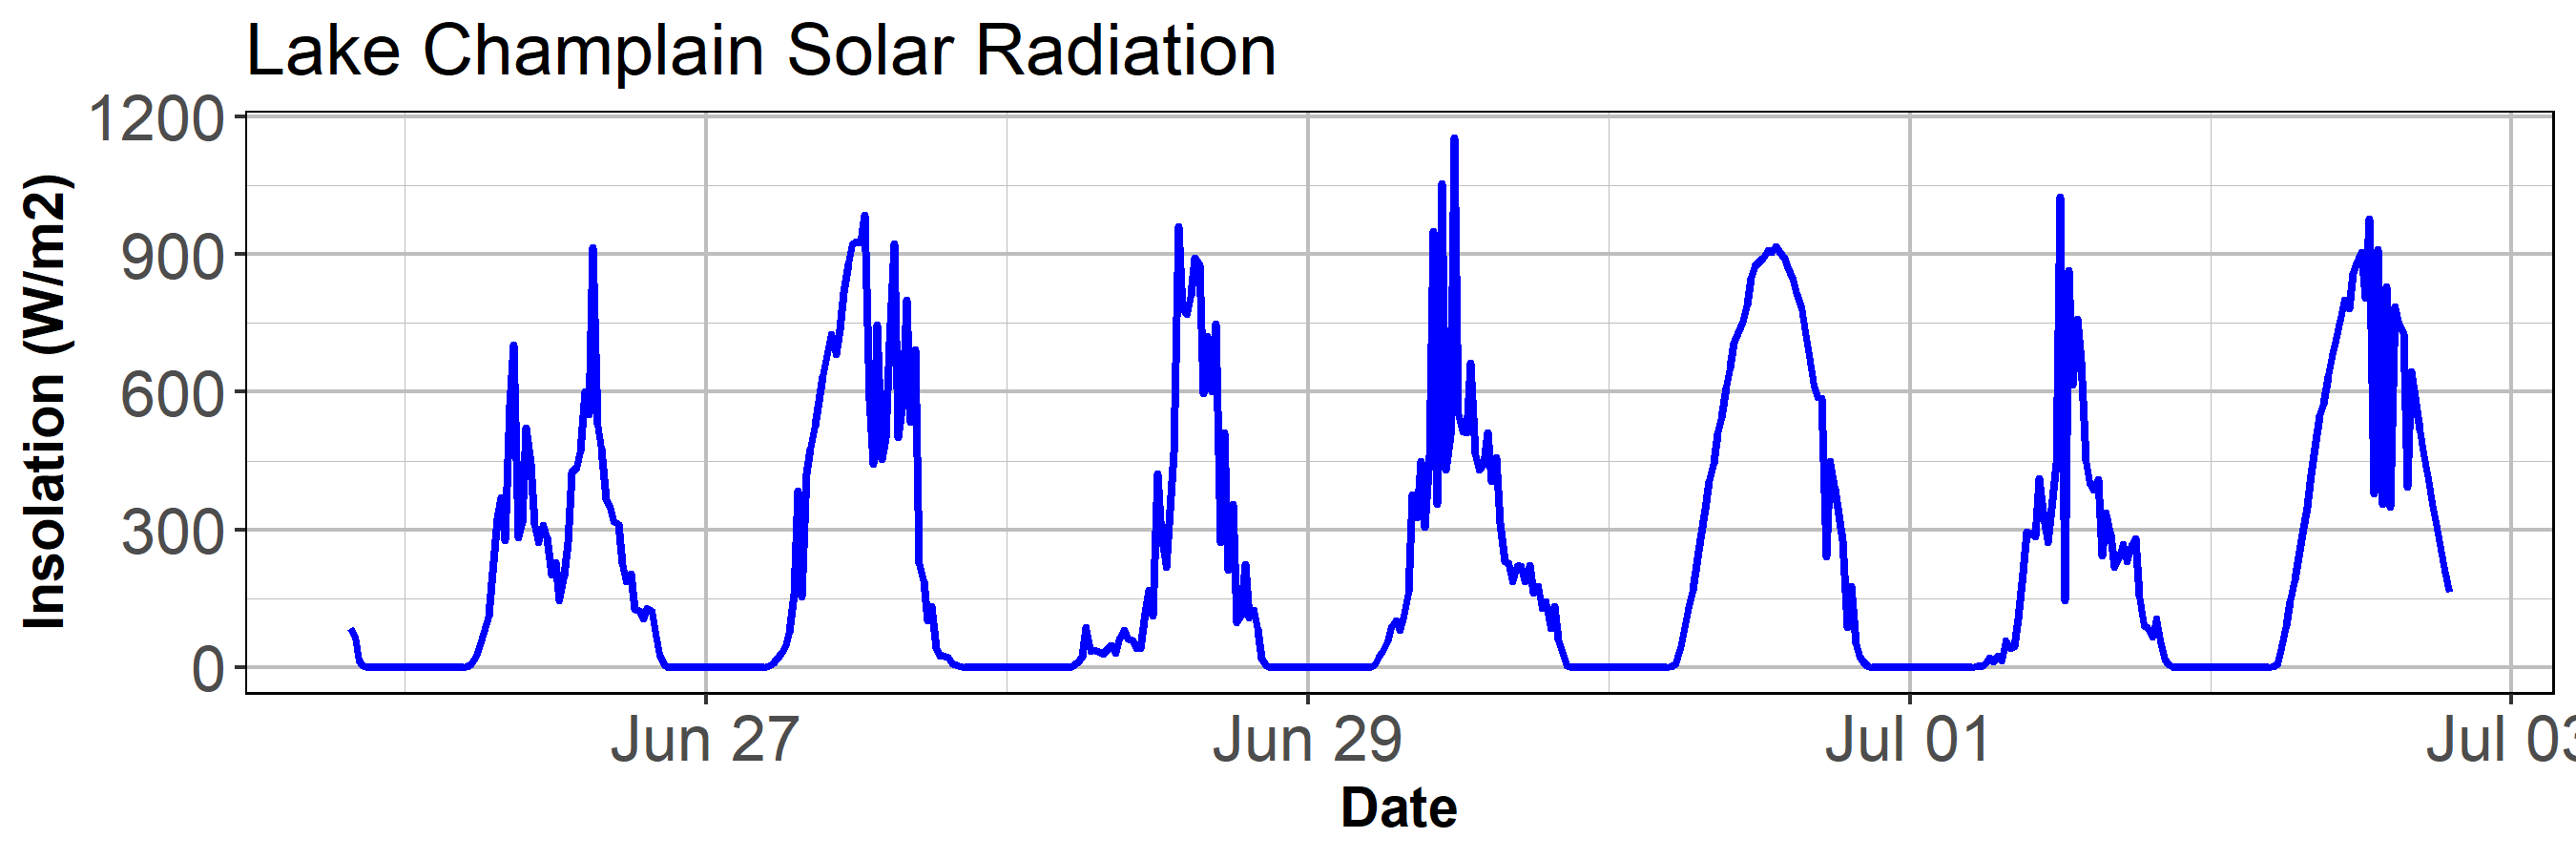 Lake Champlain Solar Radiation
1200
900
600
300
0
Insolation (W/m2)
Jun 27 Jun 29 Jul 01 Jul 03
Date